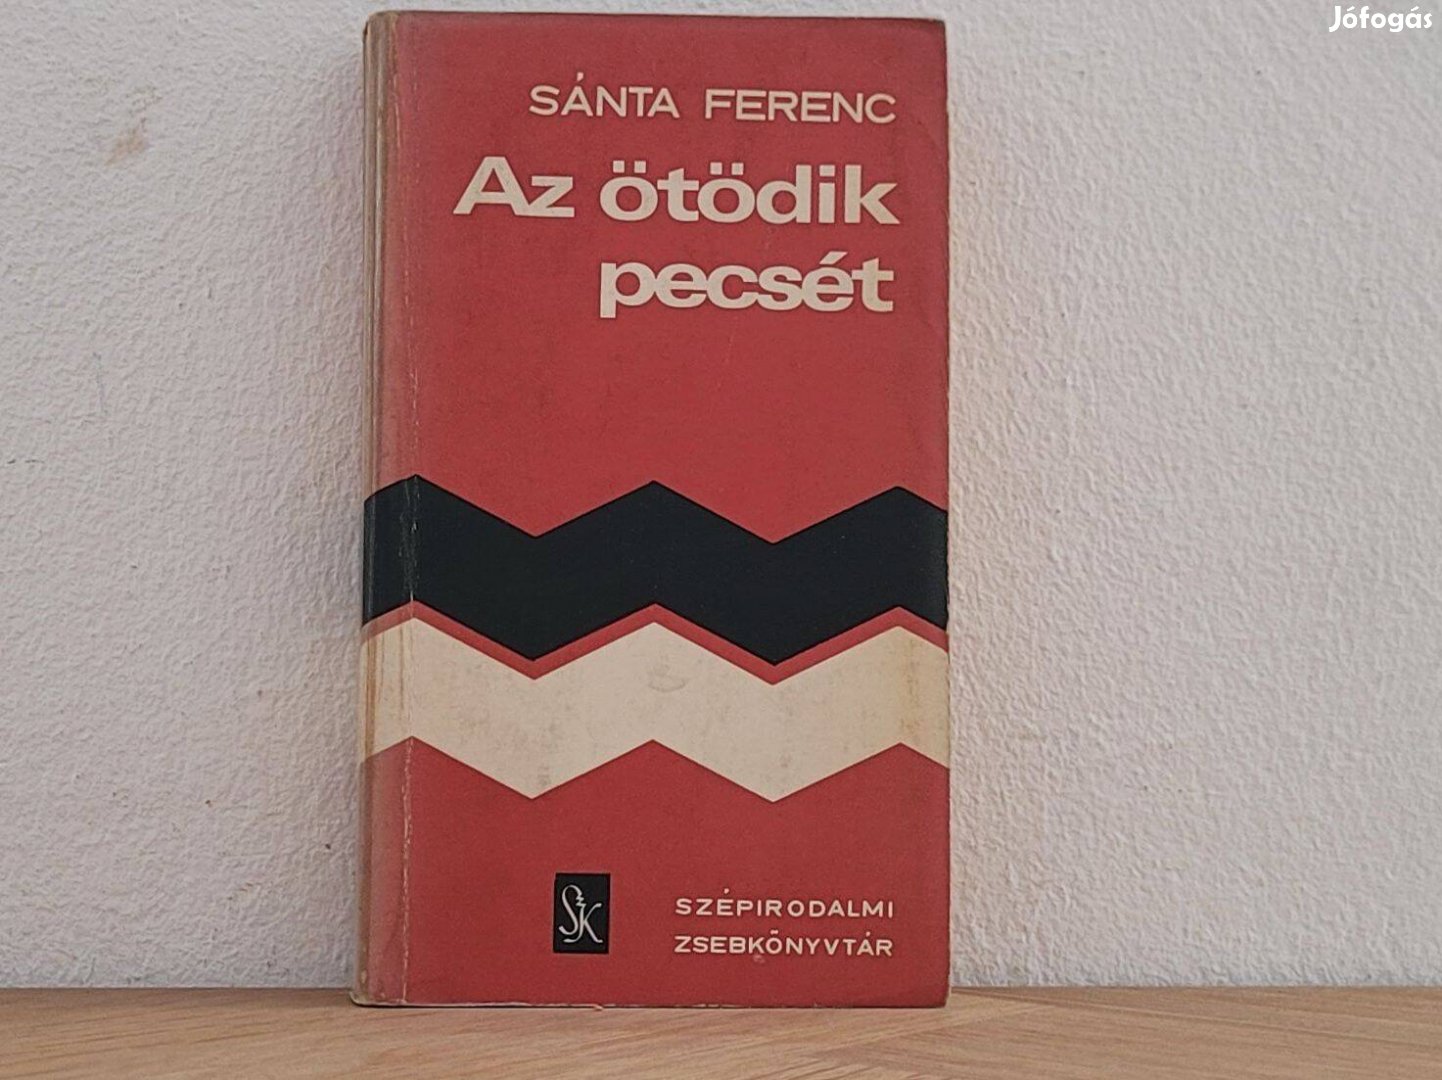 Jófogás
SÁNTA FERENC
Az ötödik
pecsét
SzK
SZÉPIRODALMI
ZSEBKÖNYVTÁR